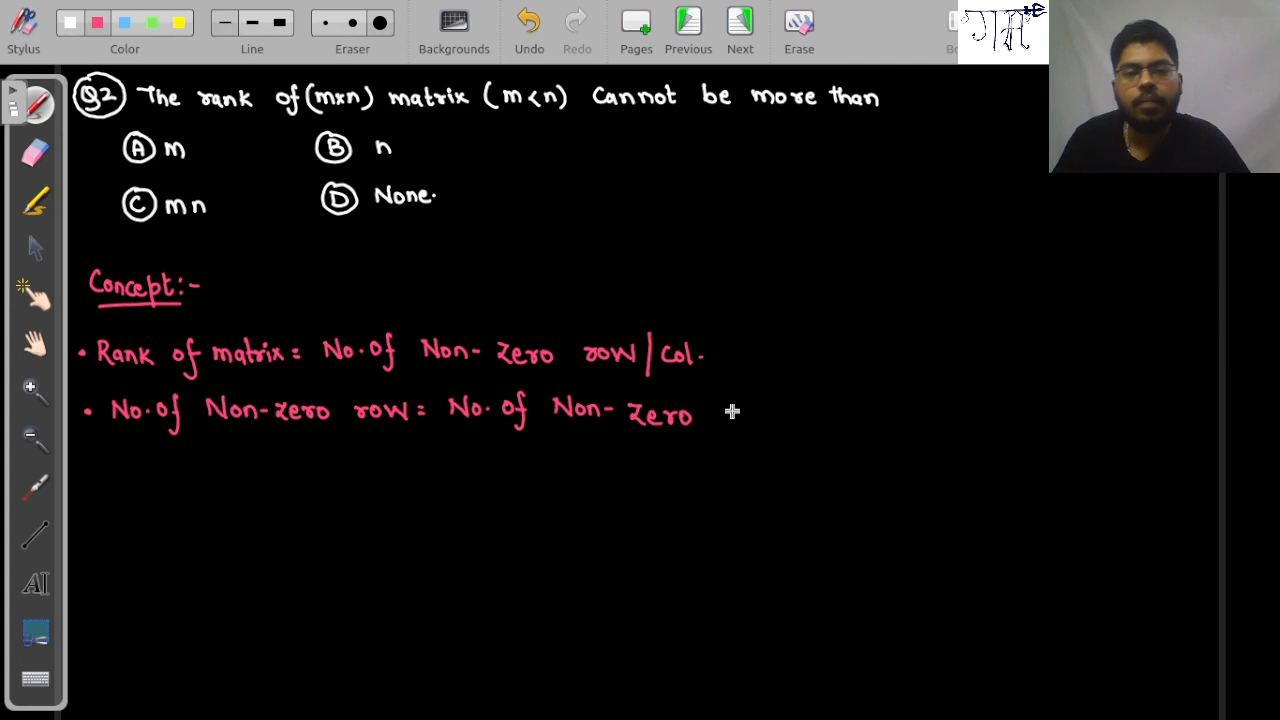 Stylus Color Line Eraser Backgrounds Undo Redo Pages Previous Next Erase
Q2 The rank of (m×n) matrix (m<n) Cannot be more than
A m B n
C mn D None.
Concept:-
• Rank of matrix = No. of Non-zero row | Col.
• No. of Non-zero row = No. of Non-zero
AI